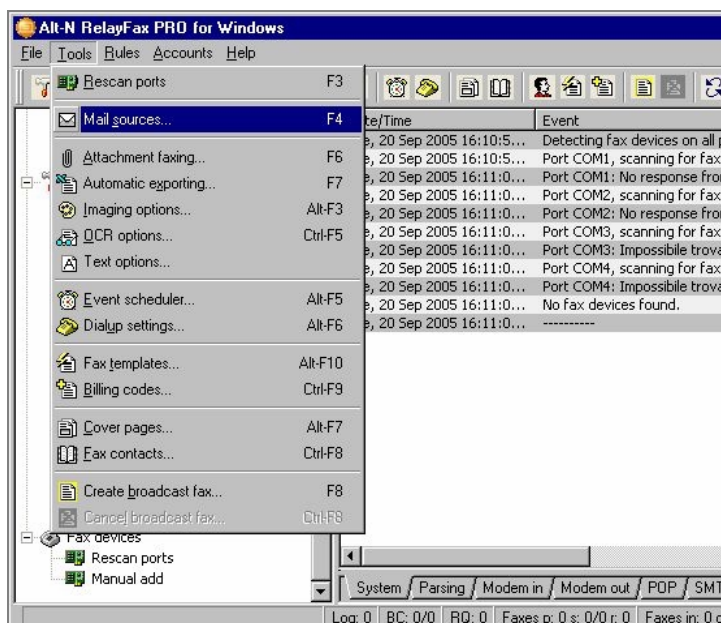 Alt-N RelayFax PRO for Windows
File Tools Rules Accounts Help
Rescan ports F3
Mail sources... F4
Attachment faxing... F6
Automatic exporting... F7
Imaging options... Alt-F3
OCR options... Ctrl-F5
Text options...
Event scheduler... Alt-F5
Dialup settings... Alt-F6
Fax templates... Alt-F10
Billing codes... Ctrl-F9
Cover pages... Alt-F7
Fax contacts... Ctrl-F8
Create broadcast fax... F8
Cancel broadcast fax... Ctrl-F8
Fax devices
Rescan ports
Manual add
te/Time Event
e, 20 Sep 2005 16:10:5... Detecting fax devices on all p
e, 20 Sep 2005 16:10:5... Port COM1, scanning for fax
e, 20 Sep 2005 16:11:0... Port COM1: No response fro
e, 20 Sep 2005 16:11:0... Port COM2, scanning for fax
e, 20 Sep 2005 16:11:0... Port COM2: No response fro
e, 20 Sep 2005 16:11:0... Port COM3, scanning for fax
e, 20 Sep 2005 16:11:0... Port COM3: Impossibile trova
e, 20 Sep 2005 16:11:0... Port COM4, scanning for fax
e, 20 Sep 2005 16:11:0... Port COM4: Impossibile trova
e, 20 Sep 2005 16:11:0... No fax devices found.
e, 20 Sep 2005 16:11:0... ----------
System Parsing Modem in Modem out POP SMT
Log: 0 BC: 0/0 RQ: 0 Faxes p: 0 s: 0/0 r: 0 Faxes in: 0